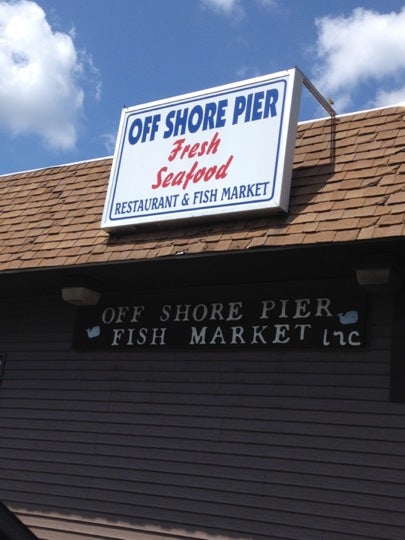 OFF SHORE PIER
Fresh
Seafood
RESTAURANT & FISH MARKET
OFF SHORE PIER
FISH MARKET inc